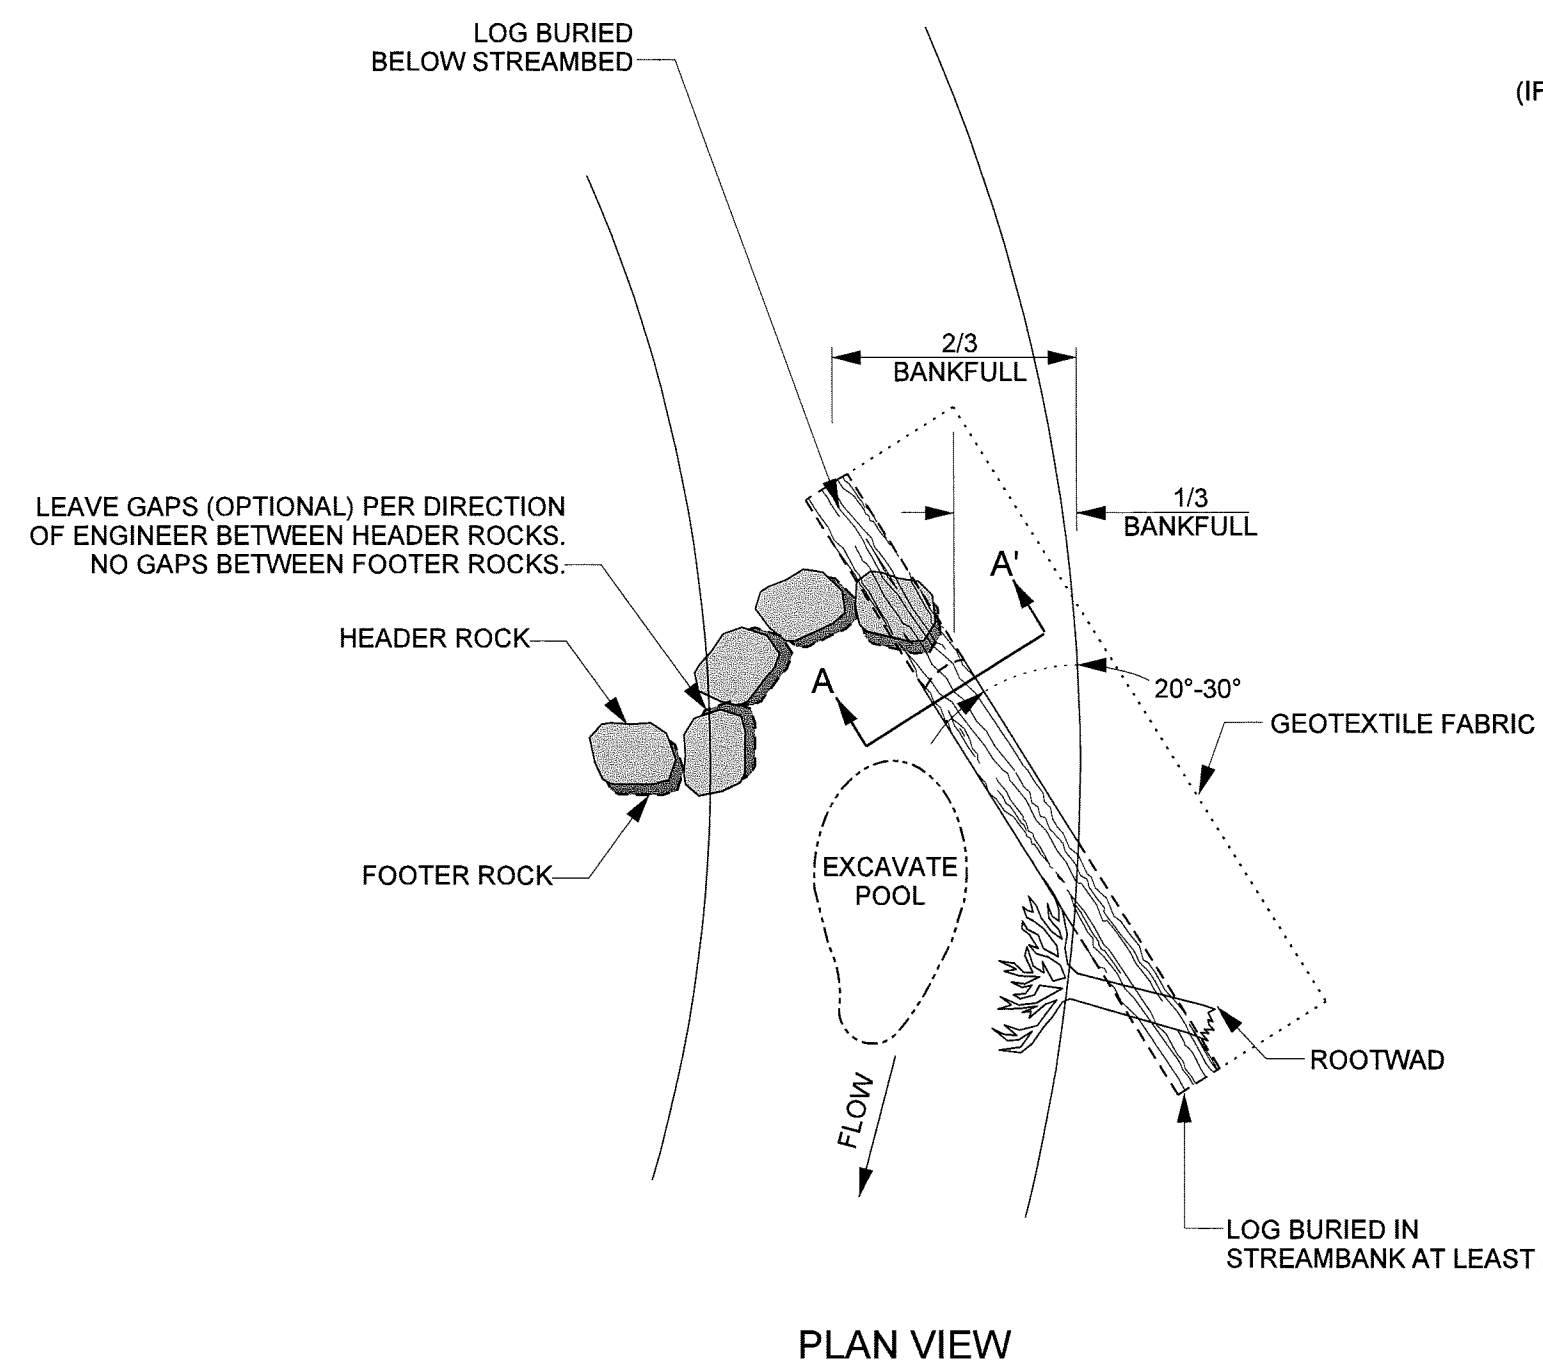 LOG BURIED
BELOW STREAMBED
(IF
2/3
BANKFULL
1/3
BANKFULL
LEAVE GAPS (OPTIONAL) PER DIRECTION
OF ENGINEER BETWEEN HEADER ROCKS.
NO GAPS BETWEEN FOOTER ROCKS.
A'
HEADER ROCK
A
20°-30°
GEOTEXTILE FABRIC
EXCAVATE
POOL
FOOTER ROCK
ROOTWAD
FLOW
LOG BURIED IN
STREAMBANK AT LEAST
PLAN VIEW